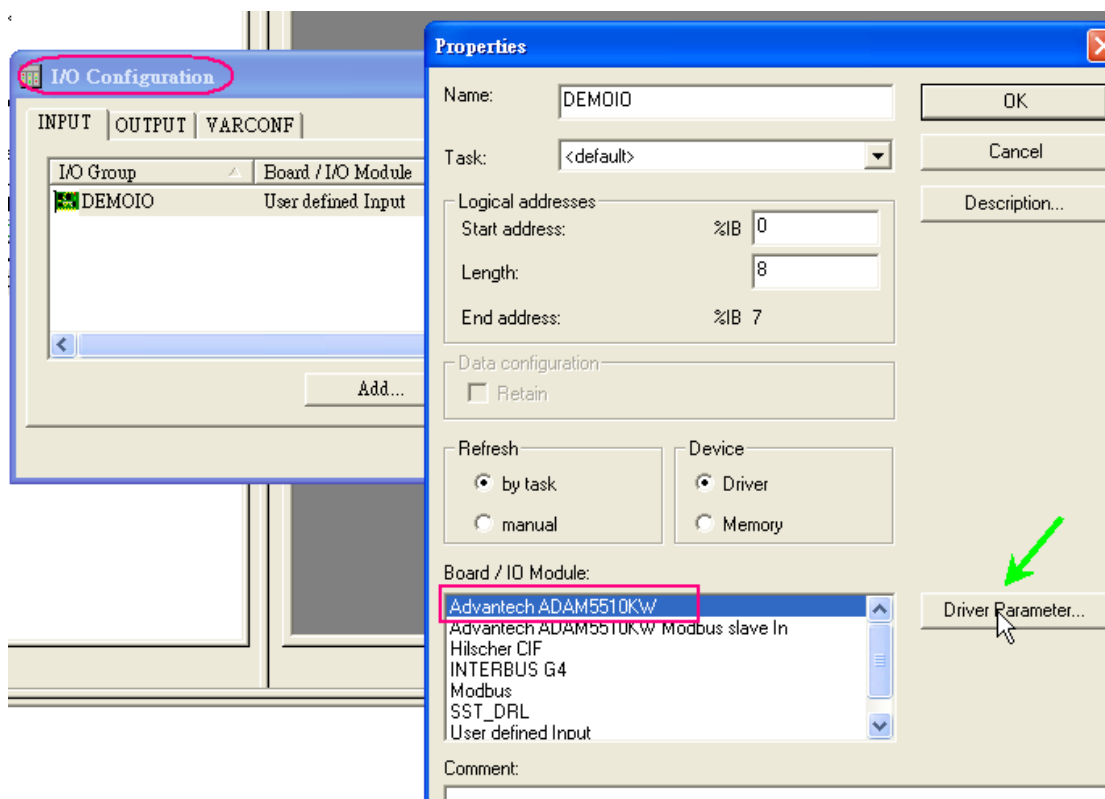 I/O Configuration
INPUT OUTPUT VARCONF
I/O Group Board / I/O Module
DEMOIO User defined Input
Add...
Properties
Name: DEMOIO
OK
Task: <default>
Cancel
Logical addresses
Description...
Start address: %IB 0
Length: 8
End address: %IB 7
Data configuration
Retain
Refresh
Device
by task
Driver
manual
Memory
Board / IO Module:
Advantech ADAM5510KW
Driver Parameter...
Advantech ADAM5510KW Modbus slave In
Hilscher CIF
INTERBUS G4
Modbus
SST_DRL
User defined Input
Comment: